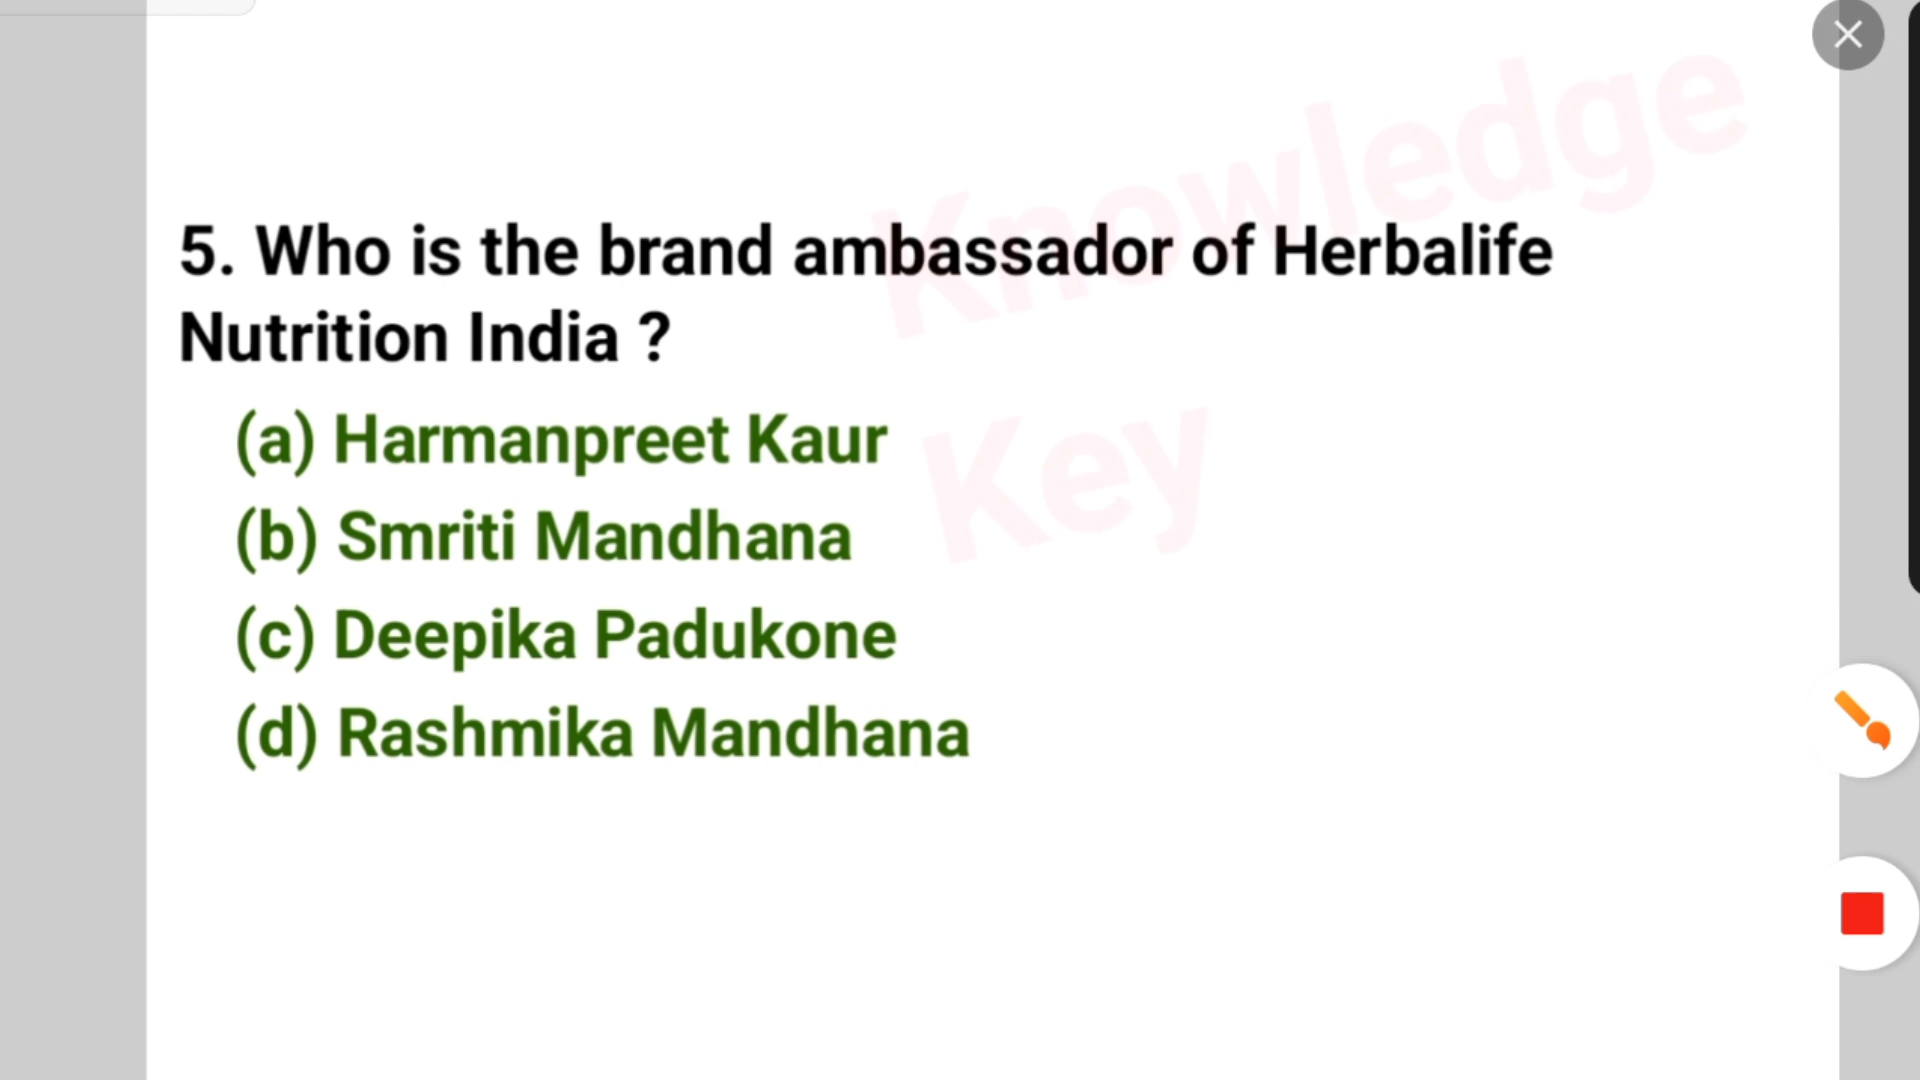 Knowledge
5. Who is the brand ambassador of Herbalife
Nutrition India ?
Key
(a) Harmanpreet Kaur
(b) Smriti Mandhana
(c) Deepika Padukone
(d) Rashmika Mandhana